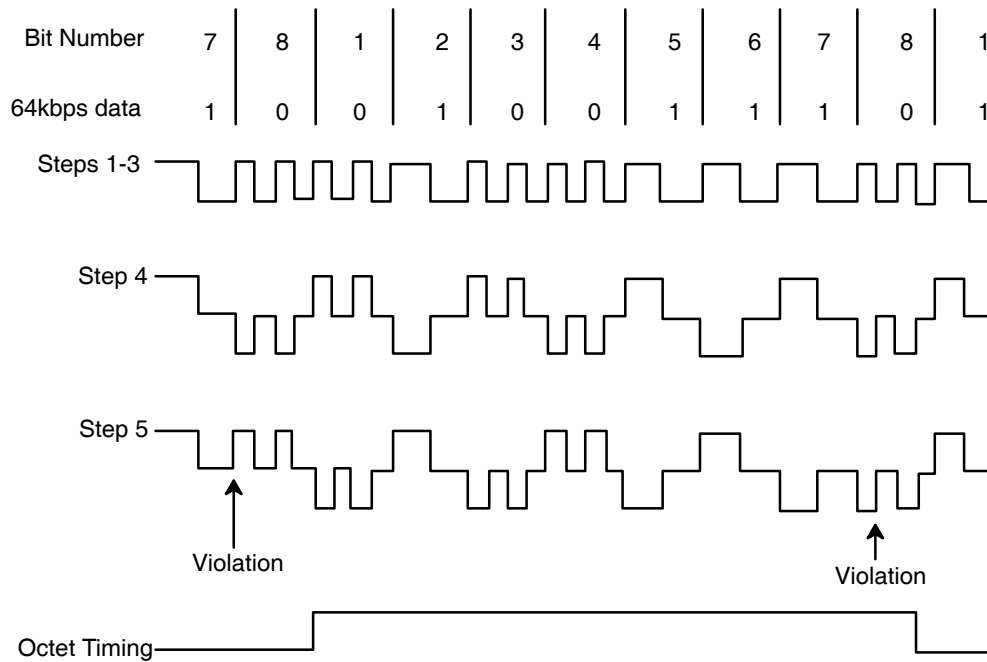 Bit Number 7 8 1 2 3 4 5 6 7 8 1
64kbps data 1 0 0 1 0 0 1 1 1 0 1
Steps 1-3
Step 4
Step 5
Violation
Violation
Octet Timing